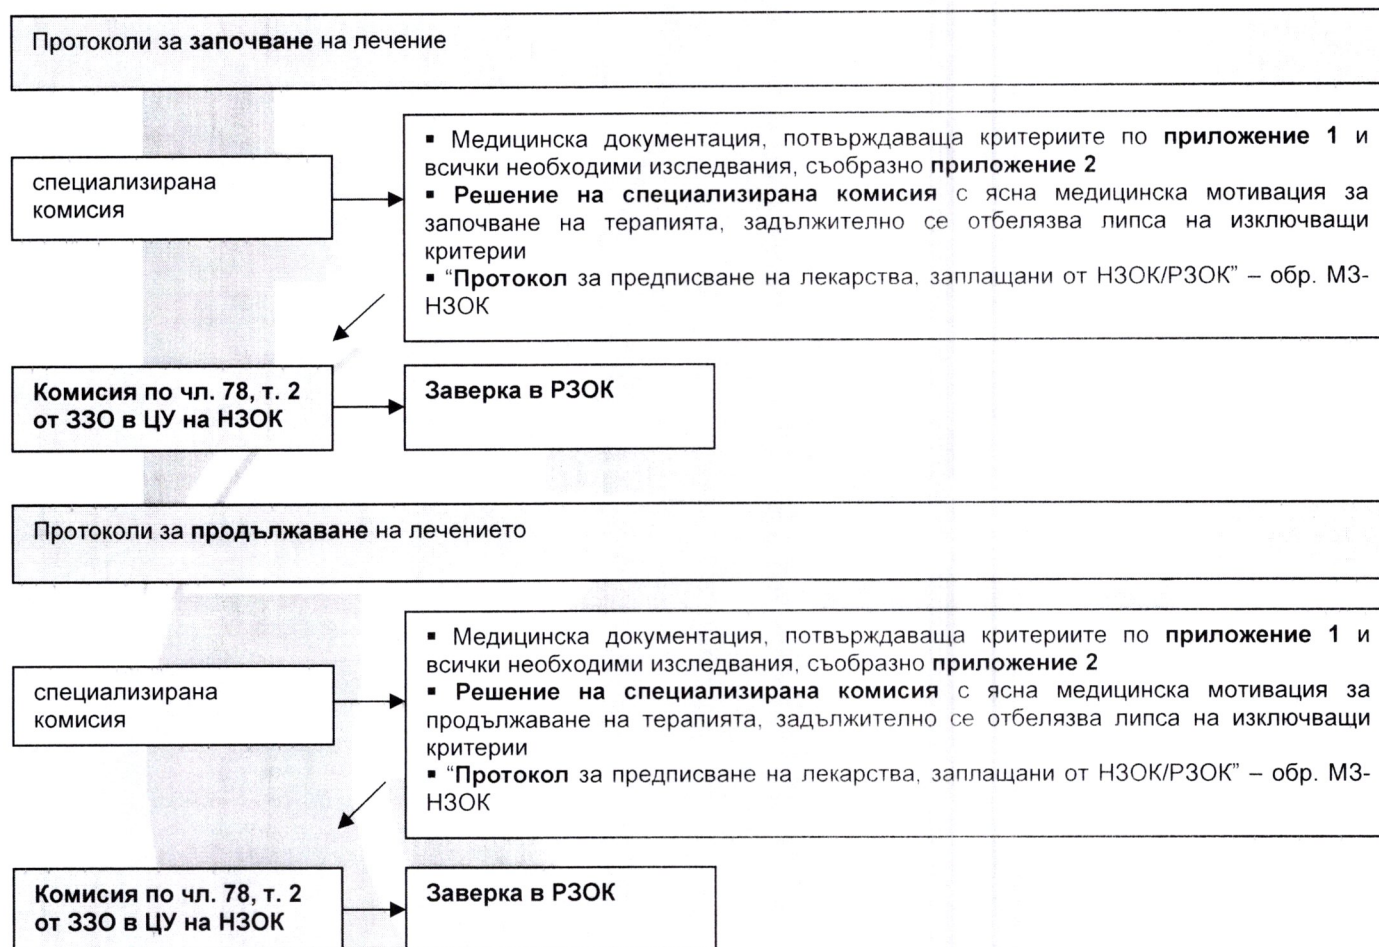 Протоколи за започване на лечение
специализирана
комисия
▪ Медицинска документация, потвърждаваща критериите по приложение 1 и
всички необходими изследвания, съобразно приложение 2
▪ Решение на специализирана комисия с ясна медицинска мотивация за
започване на терапията, задължително се отбелязва липса на изключващи
критерии
▪ “Протокол за предписване на лекарства, заплащани от НЗОК/РЗОК” – обр. МЗ-
НЗОК
Комисия по чл. 78, т. 2
от ЗЗО в ЦУ на НЗОК
Заверка в РЗОК
Протоколи за продължаване на лечението
специализирана
комисия
▪ Медицинска документация, потвърждаваща критериите по приложение 1 и
всички необходими изследвания, съобразно приложение 2
▪ Решение на специализирана комисия с ясна медицинска мотивация за
продължаване на терапията, задължително се отбелязва липса на изключващи
критерии
▪ “Протокол за предписване на лекарства, заплащани от НЗОК/РЗОК” – обр. МЗ-
НЗОК
Комисия по чл. 78, т. 2
от ЗЗО в ЦУ на НЗОК
Заверка в РЗОК